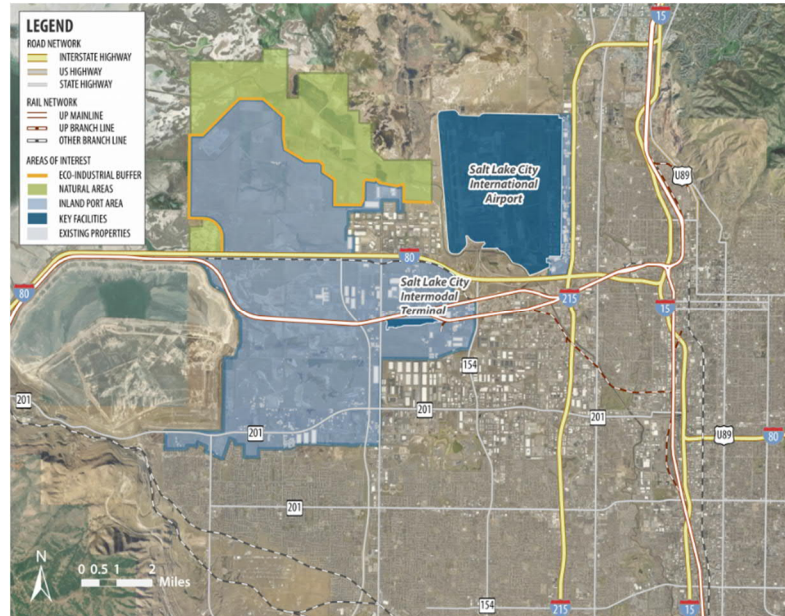 LEGEND
ROAD NETWORK
INTERSTATE HIGHWAY
US HIGHWAY
STATE HIGHWAY
RAIL NETWORK
UP MAINLINE
UP BRANCH LINE
OTHER BRANCH LINE
AREAS OF INTEREST
ECO-INDUSTRIAL BUFFER
NATURAL AREAS
INLAND PORT AREA
KEY FACILITIES
EXISTING PROPERTIES
15
U89
Salt Lake City
International
Airport
80
80
Salt Lake City
Intermodal
Terminal
215
15
154
201
201
201
201
U89
80
201
N
0 0.5 1 2
Miles
154
215
15